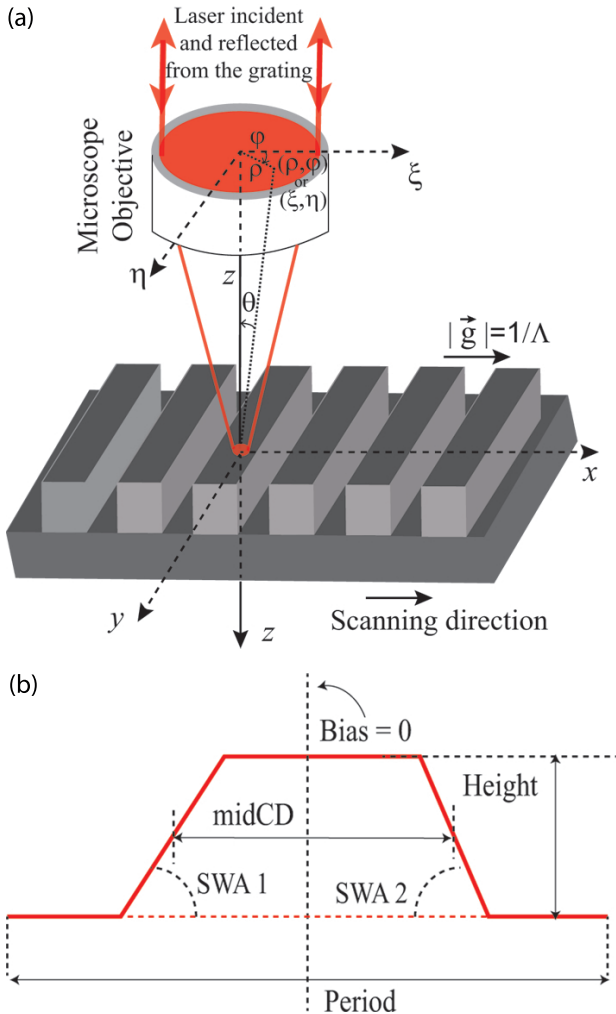 (a)
Laser incident
and reflected
from the grating
Microscope
Objective
φ
ρ
(ρ,φ)
or
(ξ,η)
ξ
η
z
θ
| g⃗ |=1/Λ
x
y
z
Scanning direction
(b)
Bias = 0
Height
midCD
SWA 1
SWA 2
Period